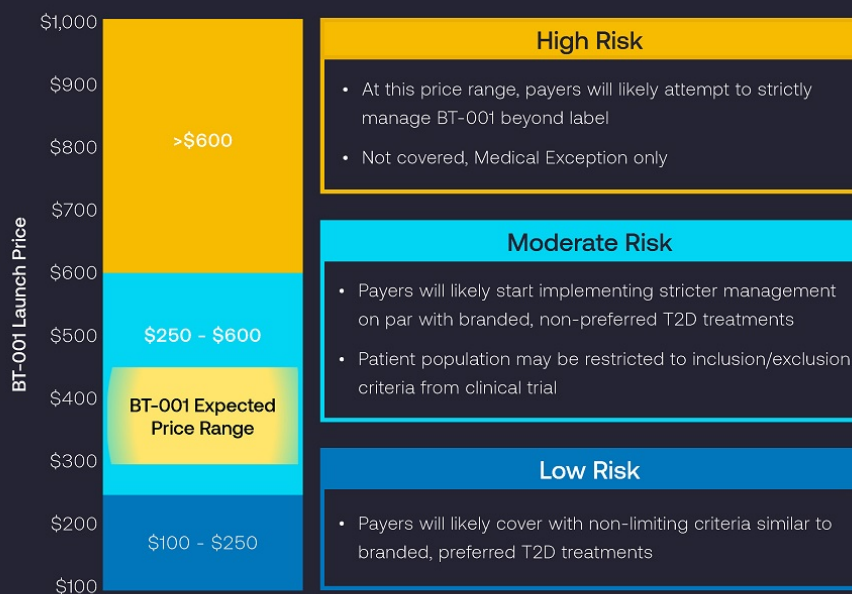 BT-001 Launch Price
$1,000
$900
$800
$700
$600
$500
$400
$300
$200
$100
>$600
$250 - $600
BT-001 Expected
Price Range
$100 - $250
High Risk
• At this price range, payers will likely attempt to strictly
manage BT-001 beyond label
• Not covered, Medical Exception only
Moderate Risk
• Payers will likely start implementing stricter management
on par with branded, non-preferred T2D treatments
• Patient population may be restricted to inclusion/exclusion
criteria from clinical trial
Low Risk
• Payers will likely cover with non-limiting criteria similar to
branded, preferred T2D treatments